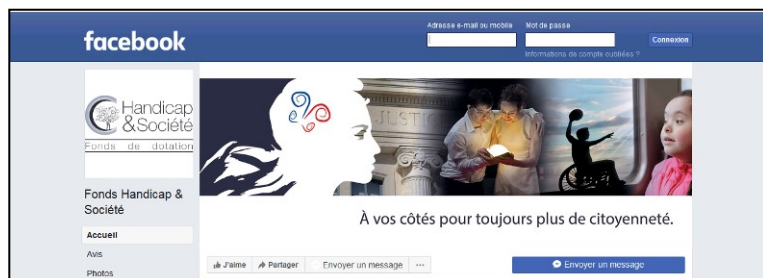 facebook
Adresse e-mail ou mobile
Mot de passe
Connexion
Informations de compte oubliées ?
Handicap
&Société
Fonds de dotation
JUSTI
Fonds Handicap &
Société
À vos côtés pour toujours plus de citoyenneté.
Accueil
Avis
Photos
J'aime
Partager
Envoyer un message
...
Envoyer un message